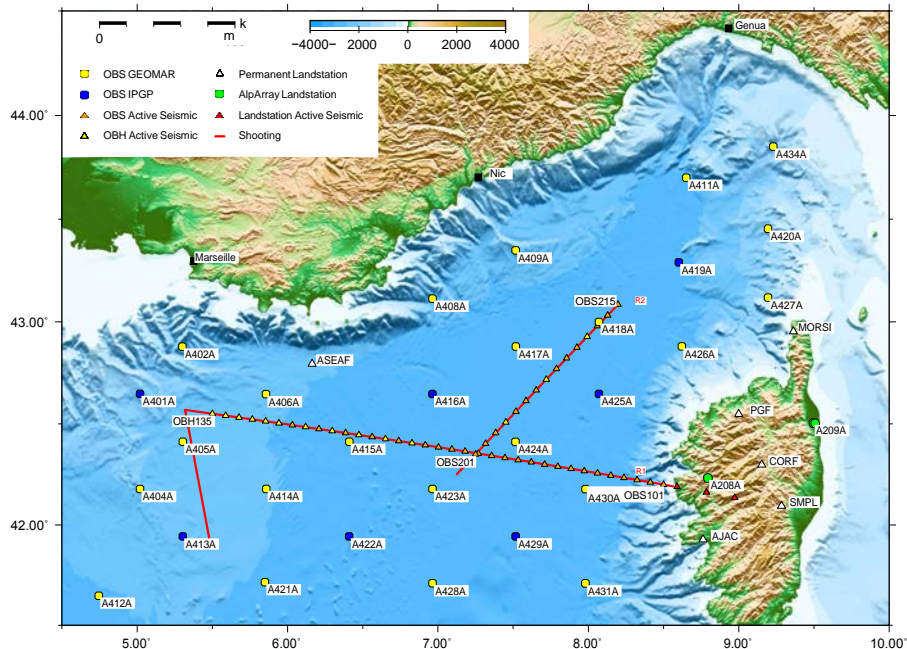 k
0
m
−4000 −2000 0 2000 4000
Genua
OBS GEOMAR
Permanent Landstation
OBS IPGP
AlpArray Landstation
OBS Active Seismic
Landstation Active Seismic
OBH Active Seismic
Shooting
44.00˚
A434A
Nic
A411A
A420A
Marseille
A409A
A419A
A408A
OBS215
R2
A427A
43.00˚
A418A
MORSI
A402A
ASEAF
A417A
A426A
A401A
A406A
A416A
A425A
PGF
OBH135
A209A
A405A
A415A
A424A
OBS201
CORF
R1
A404A
A414A
A423A
A430A
OBS101
A208A
SMPL
42.00˚
A413A
A422A
A429A
AJAC
A421A
A428A
A431A
A412A
5.00˚ 6.00˚ 7.00˚ 8.00˚ 9.00˚ 10.00˚